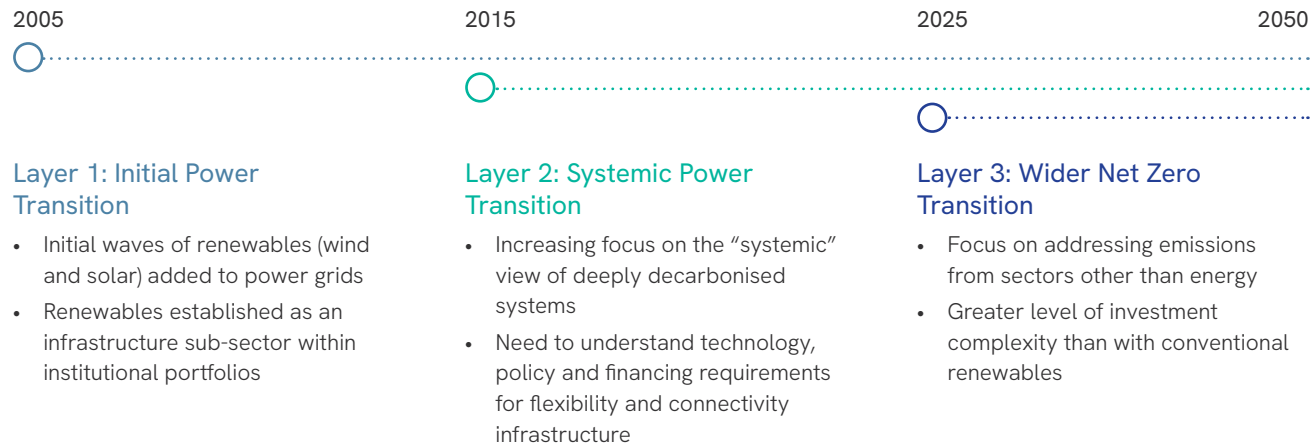 2005
2015
2025
2050
Layer 1: Initial Power
Transition
• Initial waves of renewables (wind
and solar) added to power grids
• Renewables established as an
infrastructure sub-sector within
institutional portfolios
Layer 2: Systemic Power
Transition
• Increasing focus on the “systemic”
view of deeply decarbonised
systems
• Need to understand technology,
policy and financing requirements
for flexibility and connectivity
infrastructure
Layer 3: Wider Net Zero
Transition
• Focus on addressing emissions
from sectors other than energy
• Greater level of investment
complexity than with conventional
renewables